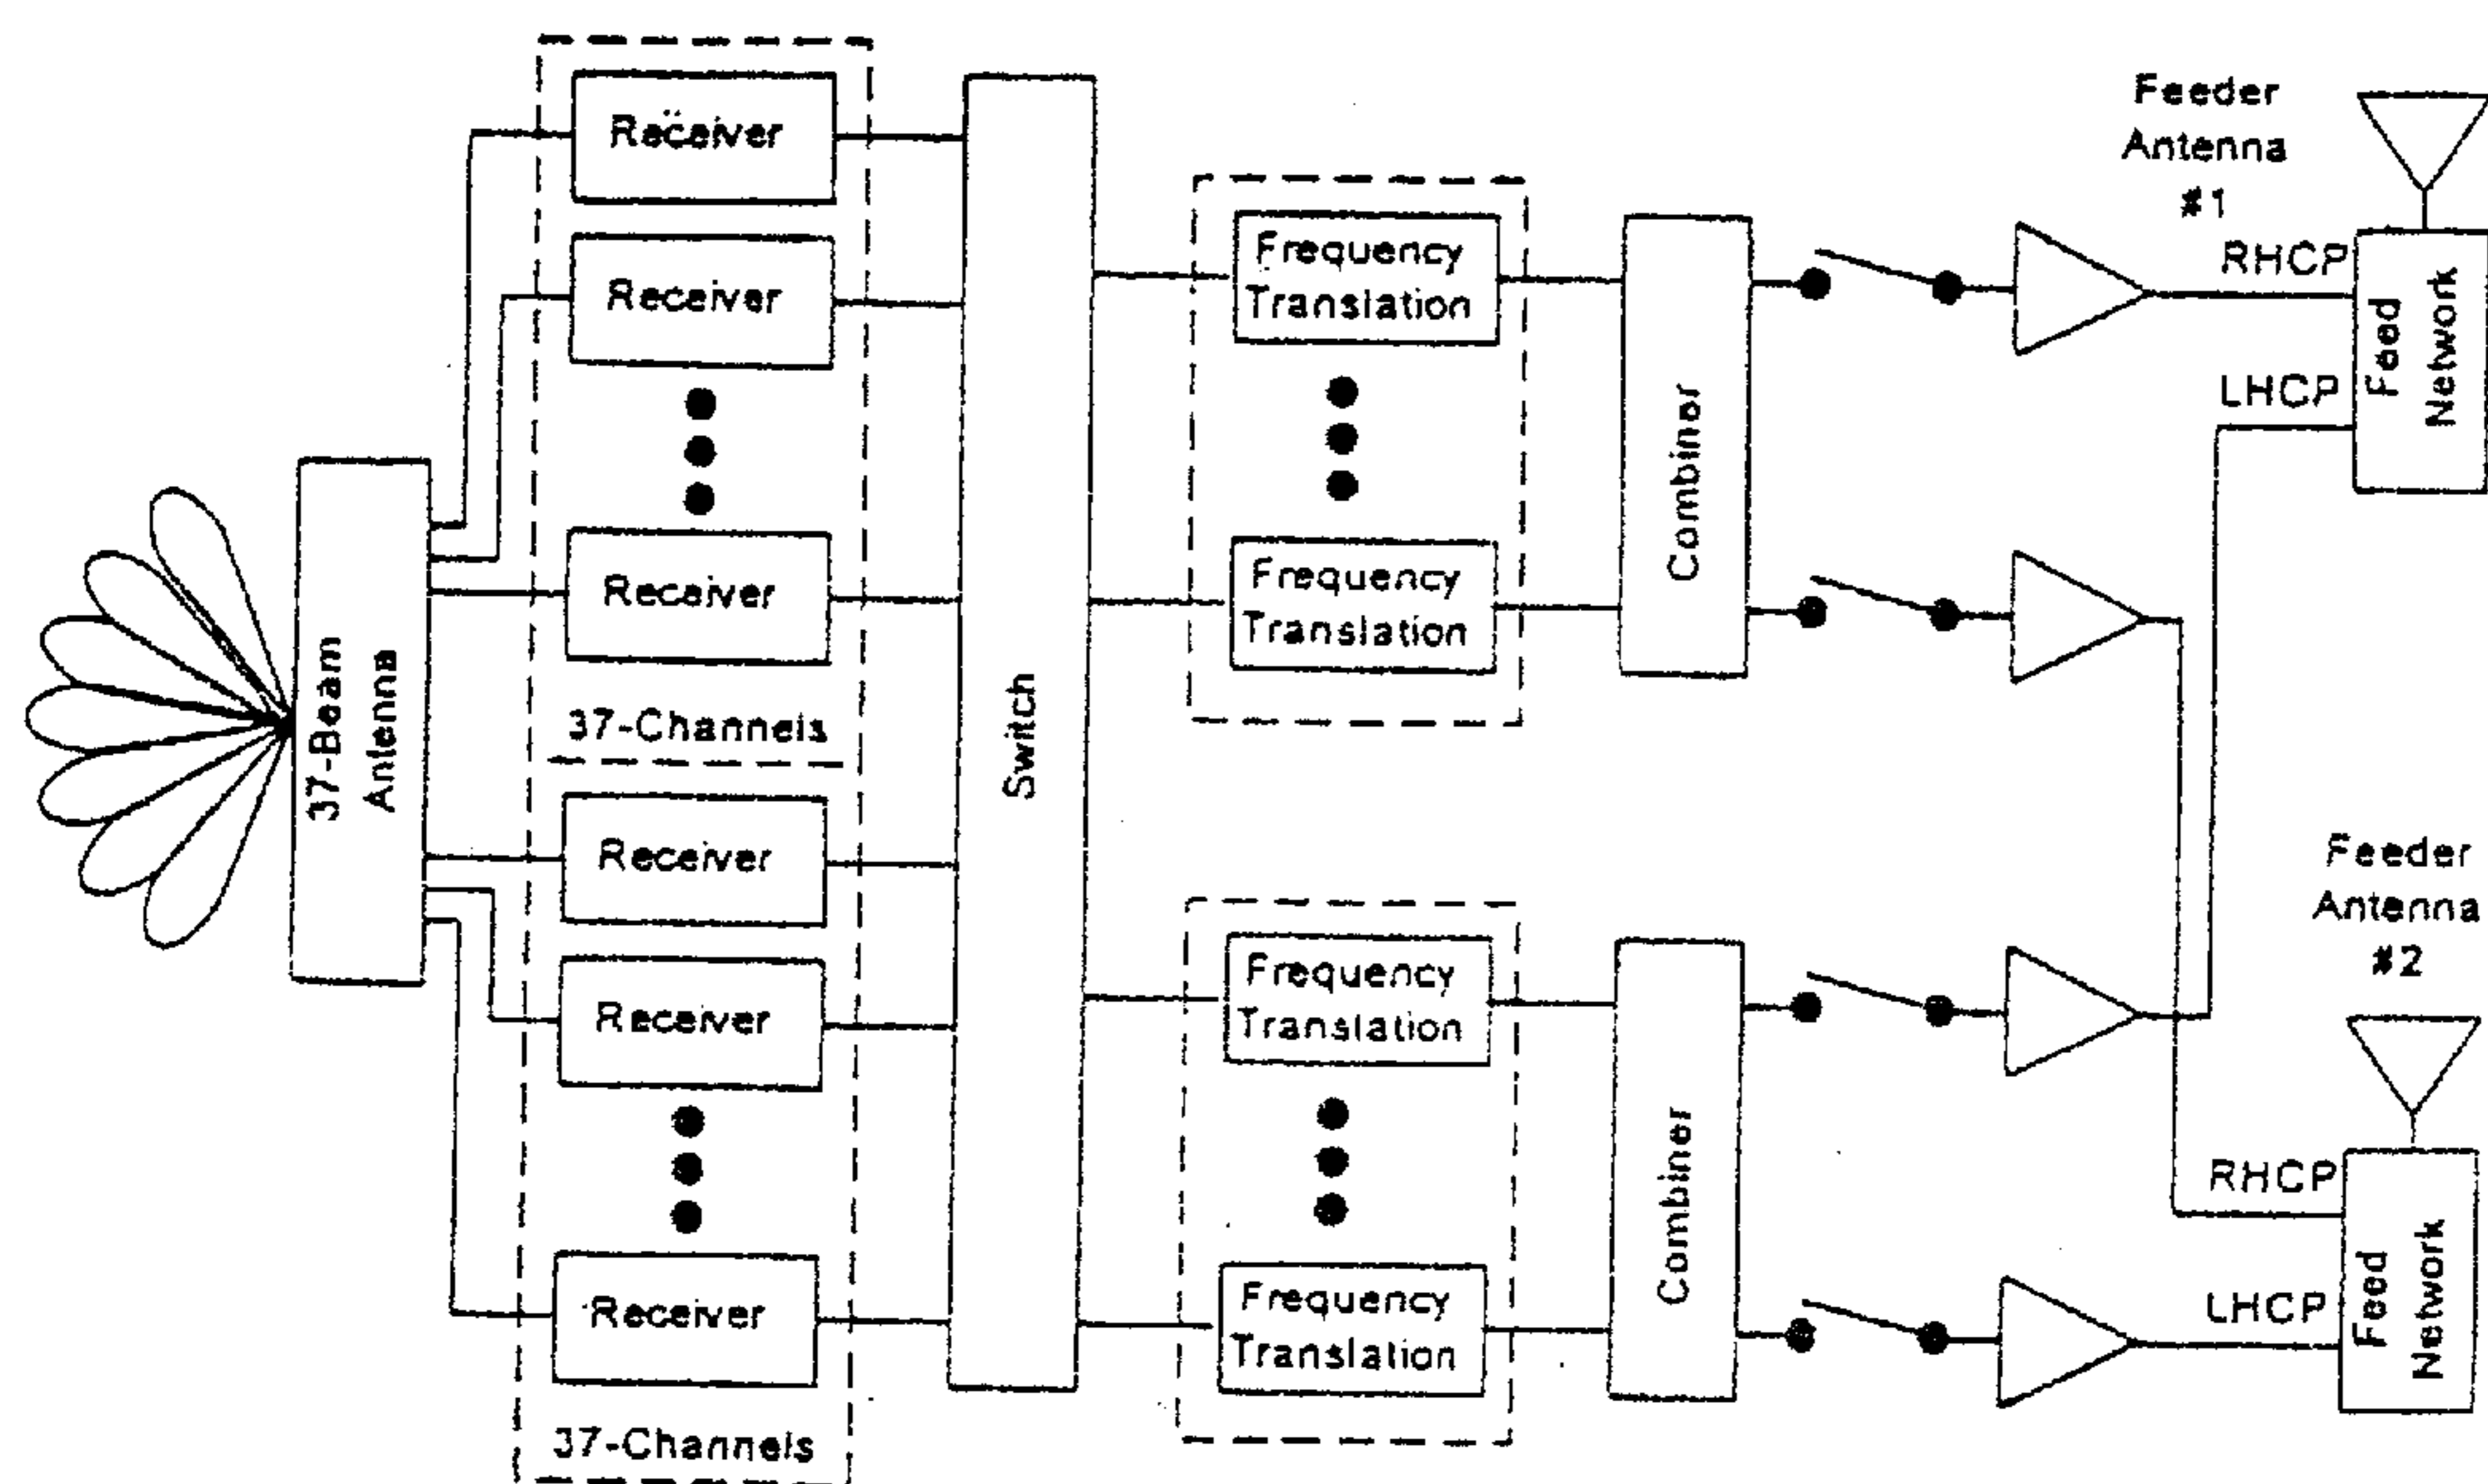 Receiver
Receiver
Receiver
37-Channels
Receiver
Receiver
Receiver
37-Channels
37-Beam
Antenna
Switch
Frequency
Translation
Frequency
Translation
Frequency
Translation
Frequency
Translation
Combiner
Combiner
Feeder
Antenna
#1
RHCP
LHCP
Feed
Network
Feeder
Antenna
#2
RHCP
LHCP
Feed
Network